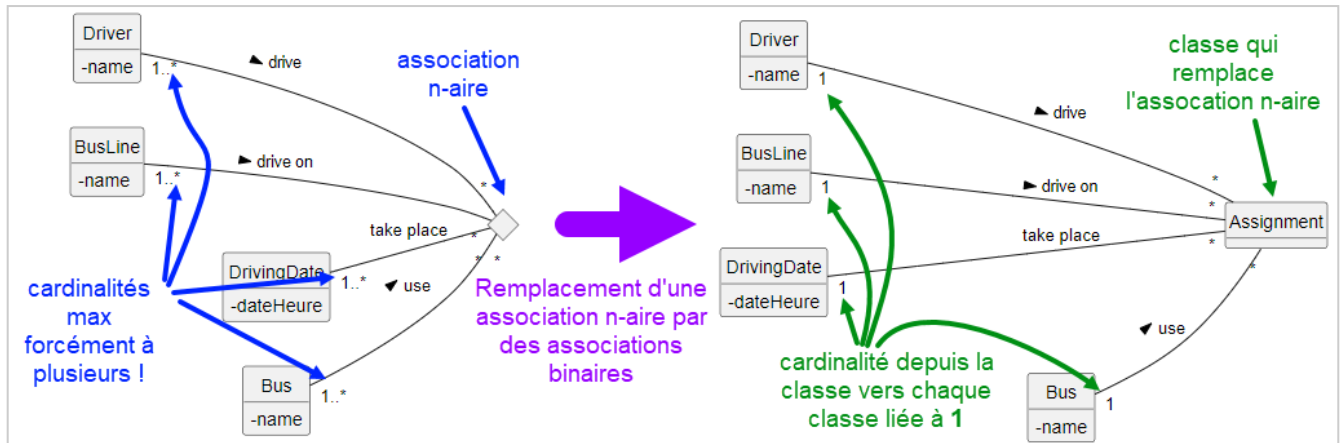 Driver
-name
1..*
► drive
association
n-aire
BusLine
-name
1..*
► drive on
*
*
take place
DrivingDate
-dateHeure
1..*
*
*
◄ use
cardinalités
max
forcément à
plusieurs !
Bus
-name
1..*
Remplacement d'une
association n-aire par
des associations
binaires
Driver
-name
1
► drive
classe qui
remplace
l'assocation n-aire
BusLine
-name
1
► drive on
*
*
Assignment
take place
*
*
DrivingDate
-dateHeure
1
◄ use
cardinalité depuis la
classe vers chaque
classe liée à 1
Bus
-name
1